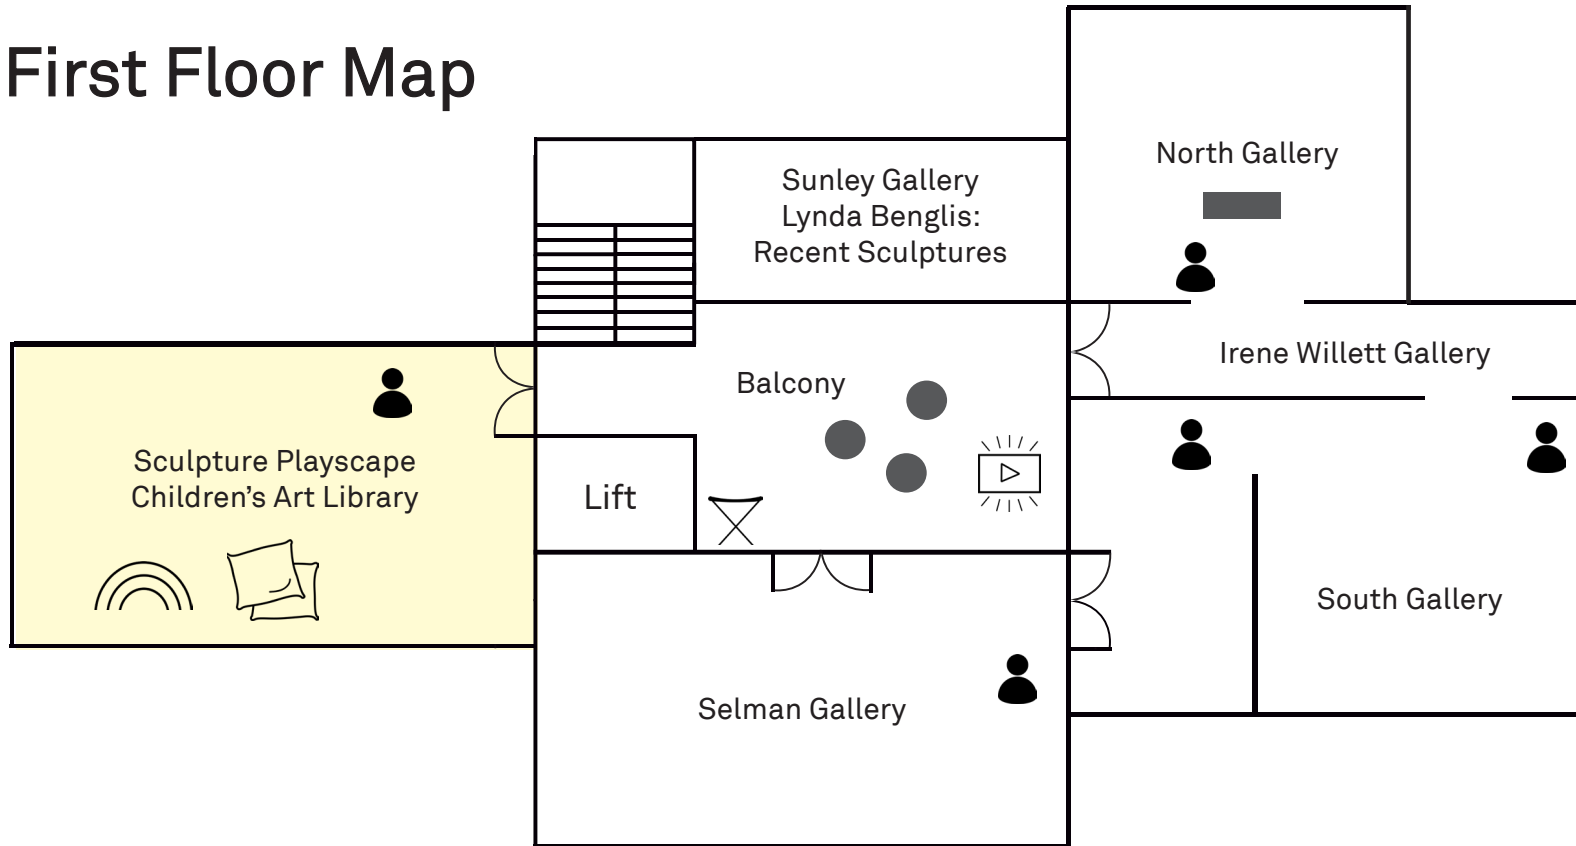 First Floor Map
North Gallery
Sunley Gallery
Lynda Benglis:
Recent Sculptures
Irene Willett Gallery
Balcony
Sculpture Playscape
Children’s Art Library
Lift
South Gallery
Selman Gallery